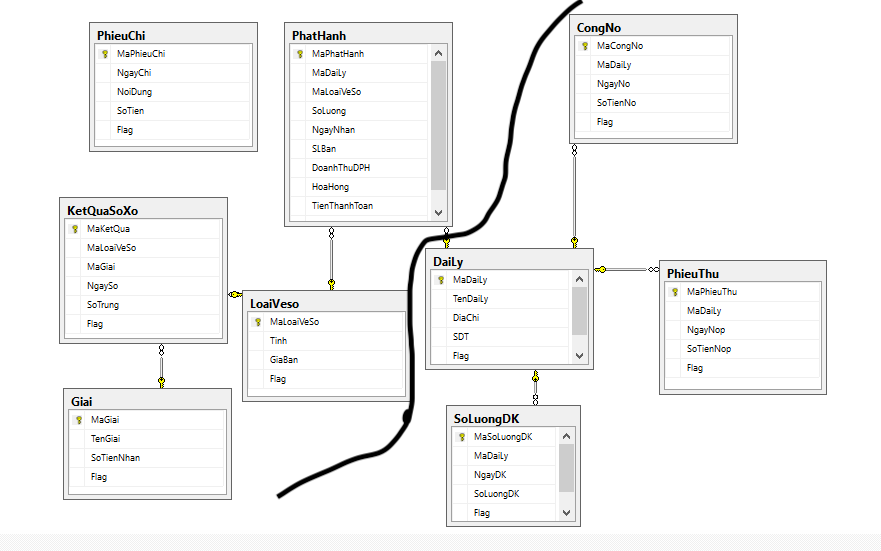 PhieuChi
MaPhieuChi
NgayChi
NoiDung
SoTien
Flag
PhatHanh
MaPhatHanh
MaDaiLy
MaLoaiVeSo
SoLuong
NgayNhan
SLBan
DoanhThuDPH
HoaHong
TienThanhToan
CongNo
MaCongNo
MaDaiLy
NgayNo
SoTienNo
Flag
KetQuaSoXo
MaKetQua
MaLoaiVeSo
MaGiai
NgaySo
SoTrung
Flag
LoaiVeso
MaLoaiVeSo
Tinh
GiaBan
Flag
DaiLy
MaDaiLy
TenDaiLy
DiaChi
SDT
Flag
PhieuThu
MaPhieuThu
MaDaiLy
NgayNop
SoTienNop
Flag
Giai
MaGiai
TenGiai
SoTienNhan
Flag
SoLuongDK
MaSoLuongDK
MaDaiLy
NgayDK
SoLuongDK
Flag